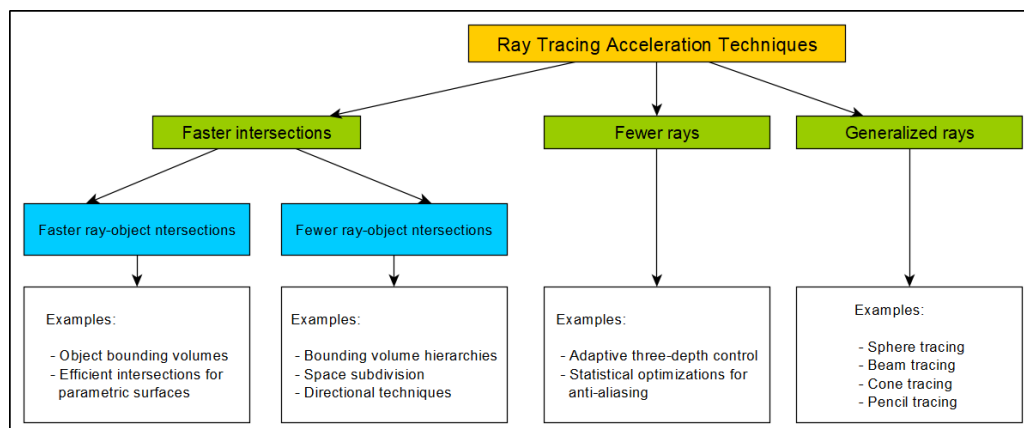 Ray Tracing Acceleration Techniques
Faster intersections
Fewer rays
Generalized rays
Faster ray-object ntersections
Fewer ray-object ntersections
Examples:
- Object bounding volumes
- Efficient intersections for
parametric surfaces
Examples:
- Bounding volume hierarchies
- Space subdivision
- Directional techniques
Examples:
- Adaptive three-depth control
- Statistical optimizations for
anti-aliasing
Examples:
- Sphere tracing
- Beam tracing
- Cone tracing
- Pencil tracing